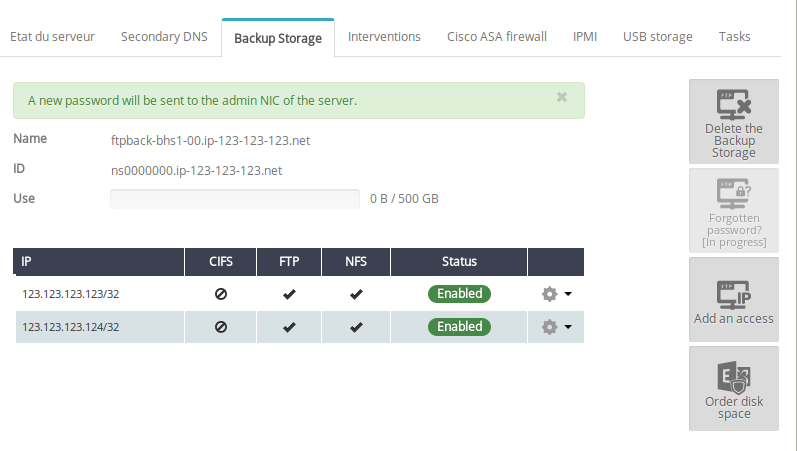 Etat du serveur Secondary DNS Backup Storage Interventions Cisco ASA firewall IPMI USB storage Tasks
A new password will be sent to the admin NIC of the server.
Name ftpback-bhs1-00.ip-123-123-123.net
ID ns0000000.ip-123-123-123.net
Use 0 B / 500 GB
IP CIFS FTP NFS Status
123.123.123.123/32 Enabled
123.123.123.124/32 Enabled
FTP
Delete the
Backup
Storage
FTP
Forgotten
password?
[In progress]
FTP
IP
Add an access
E
Order disk
space